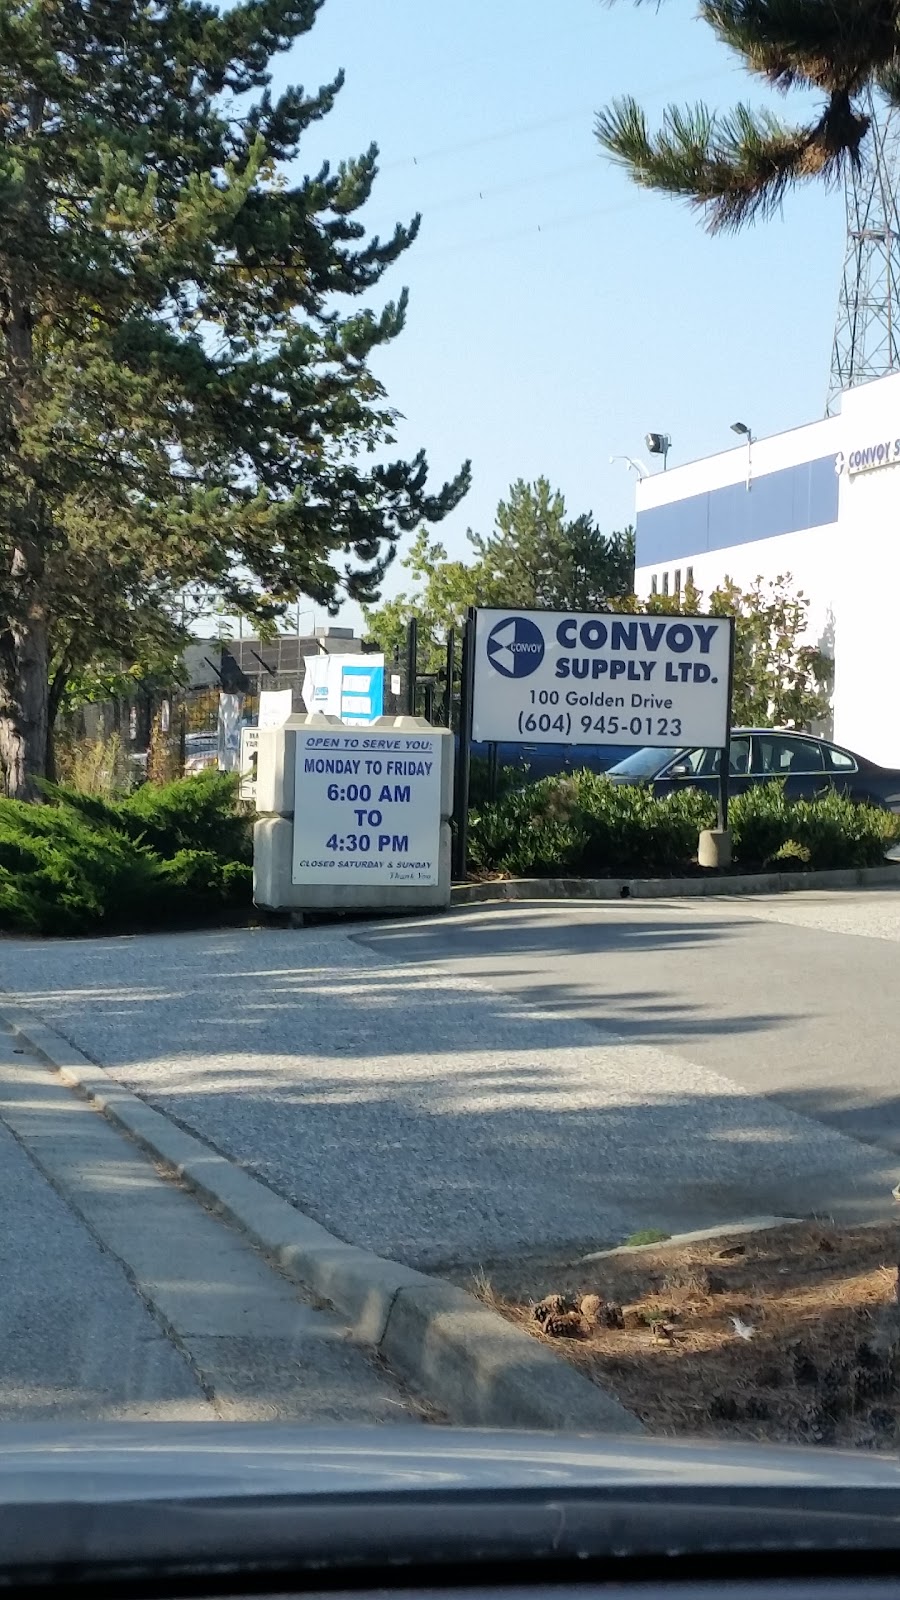 CONVOY S
CONVOY
CONVOY
SUPPLY LTD.
100 Golden Drive
(604) 945-0123
OPEN TO SERVE YOU:
MONDAY TO FRIDAY
6:00 AM
TO
4:30 PM
CLOSED SATURDAY & SUNDAY
Thank You